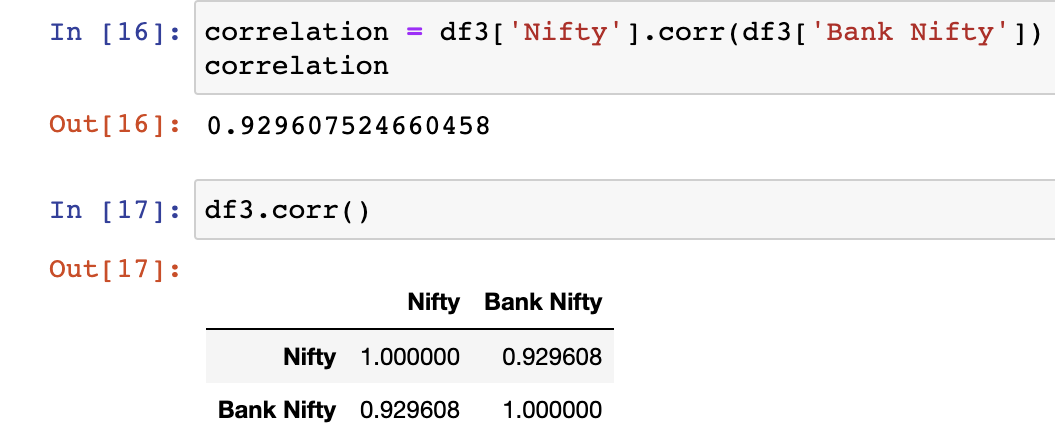 In [16]: correlation = df3['Nifty'].corr(df3['Bank Nifty'])
correlation
Out[16]: 0.929607524660458
In [17]: df3.corr()
Out[17]:
Nifty Bank Nifty
Nifty 1.000000 0.929608
Bank Nifty 0.929608 1.000000